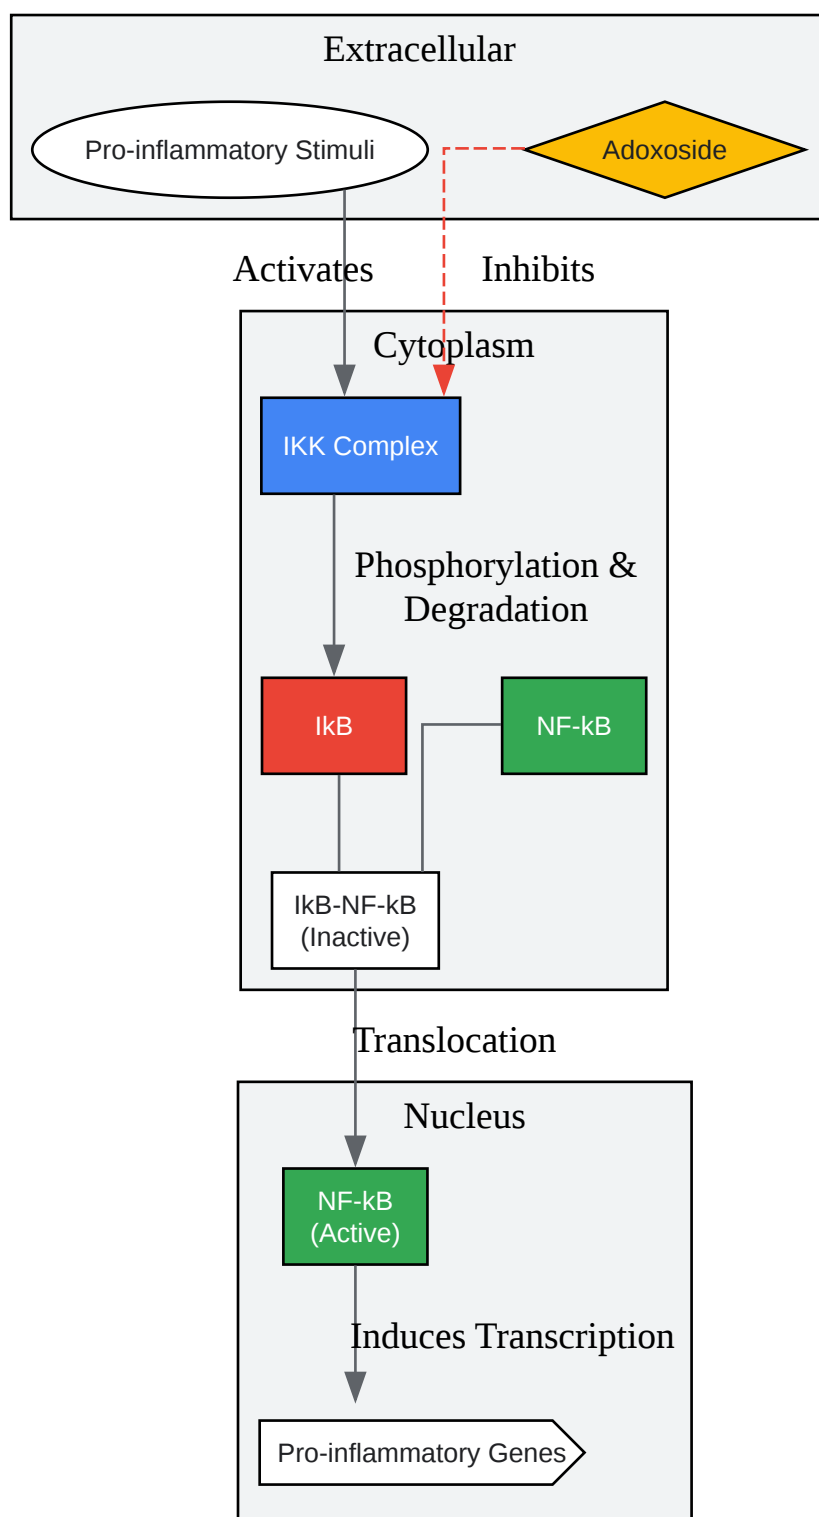 Extracellular
Pro-inflammatory Stimuli
Adoxoside
Activates
Inhibits
Cytoplasm
IKK Complex
Phosphorylation &
Degradation
IkB
NF-kB
IkB-NF-kB
(Inactive)
Translocation
Nucleus
NF-kB
(Active)
Induces Transcription
Pro-inflammatory Genes